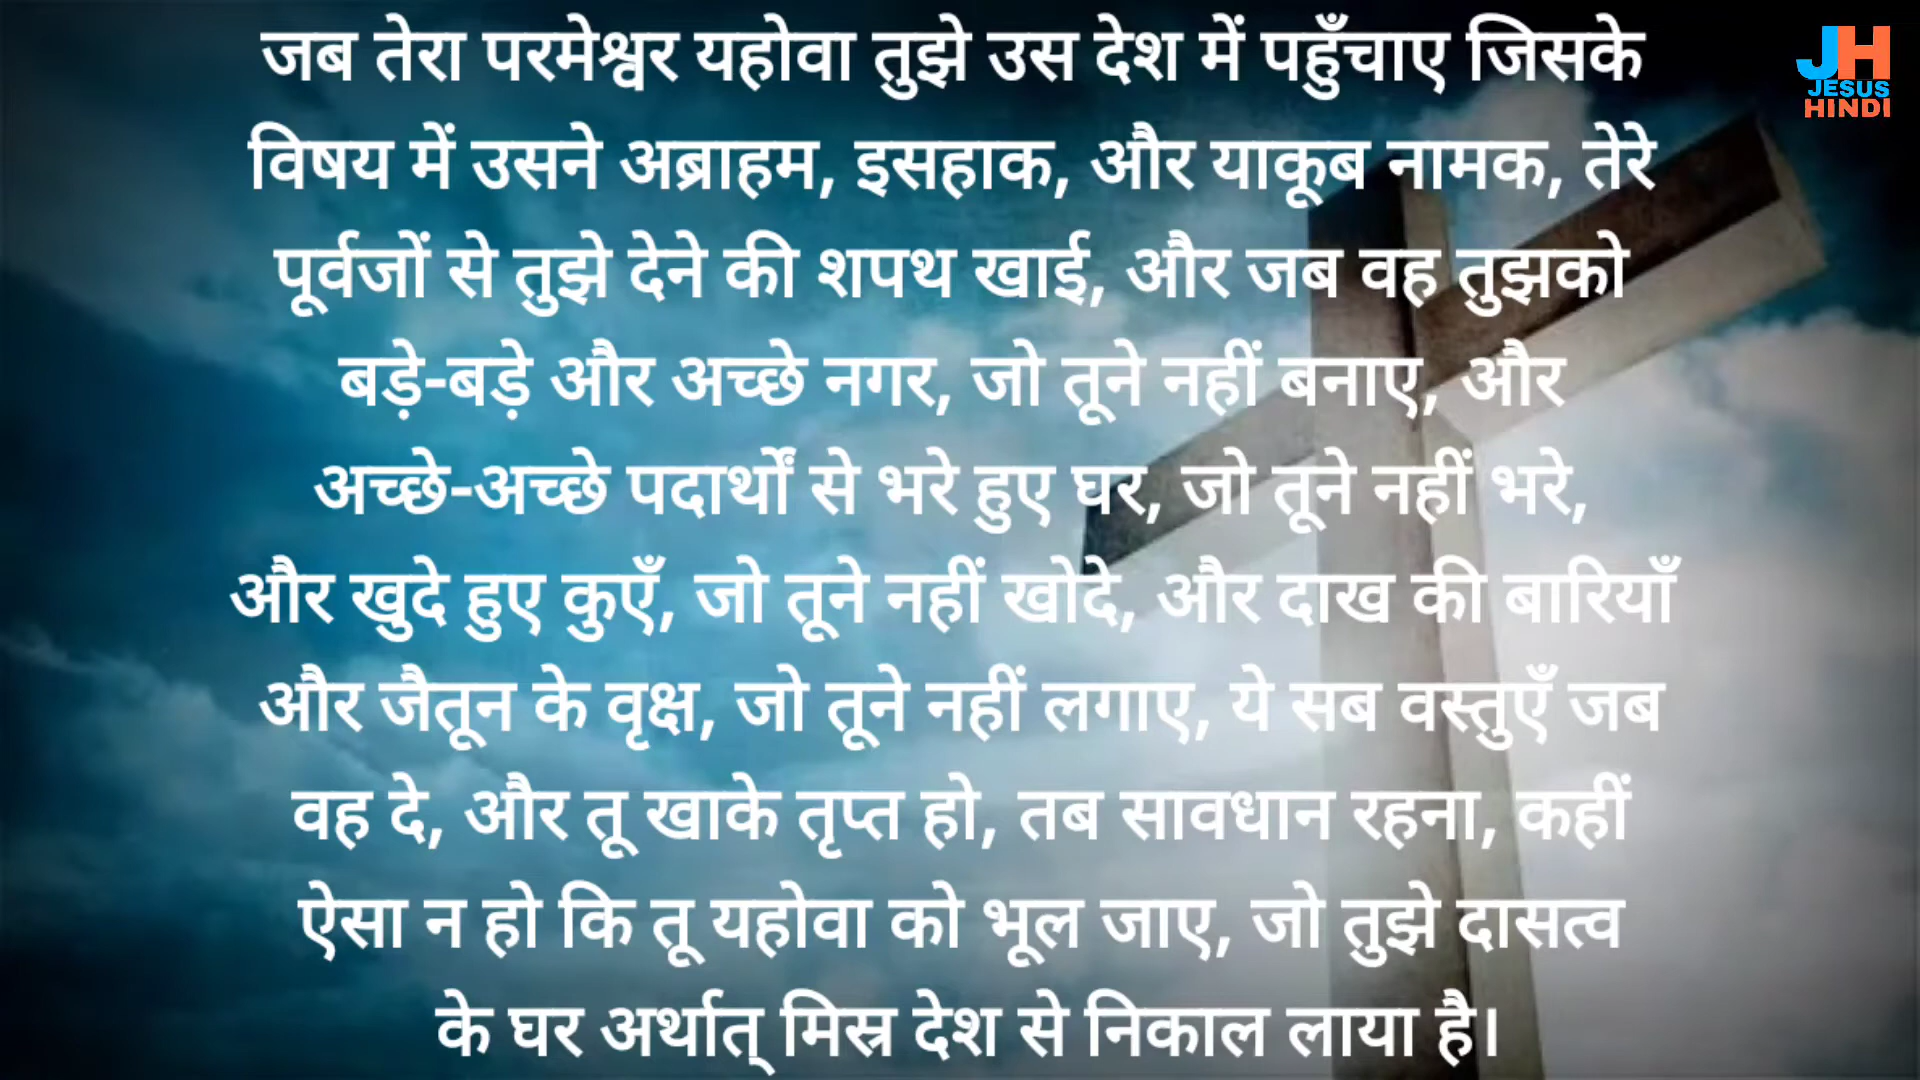 जब तेरा परमेश्वर यहोवा तुझे उस देश में पहुँचाए जिसके
विषय में उसने अब्राहम, इसहाक, और याकूब नामक, तेरे
पूर्वजों से तुझे देने की शपथ खाई, और जब वह तुझको
बड़े-बड़े और अच्छे नगर, जो तूने नहीं बनाए, और
अच्छे-अच्छे पदार्थों से भरे हुए घर, जो तूने नहीं भरे,
और खुदे हुए कुएँ, जो तूने नहीं खोदे, और दाख की बारियाँ
और जैतून के वृक्ष, जो तूने नहीं लगाए, ये सब वस्तुएँ जब
वह दे, और तू खाके तृप्त हो, तब सावधान रहना, कहीं
ऐसा न हो कि तू यहोवा को भूल जाए, जो तुझे दासत्व
के घर अर्थात् मिस्र देश से निकाल लाया है।
JH
JESUS
HINDI